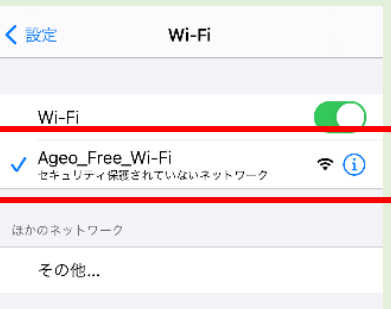 設定
Wi-Fi
Wi-Fi
Ageo_Free_Wi-Fi
セキュリティ保護されていないネットワーク
ほかのネットワーク
その他...